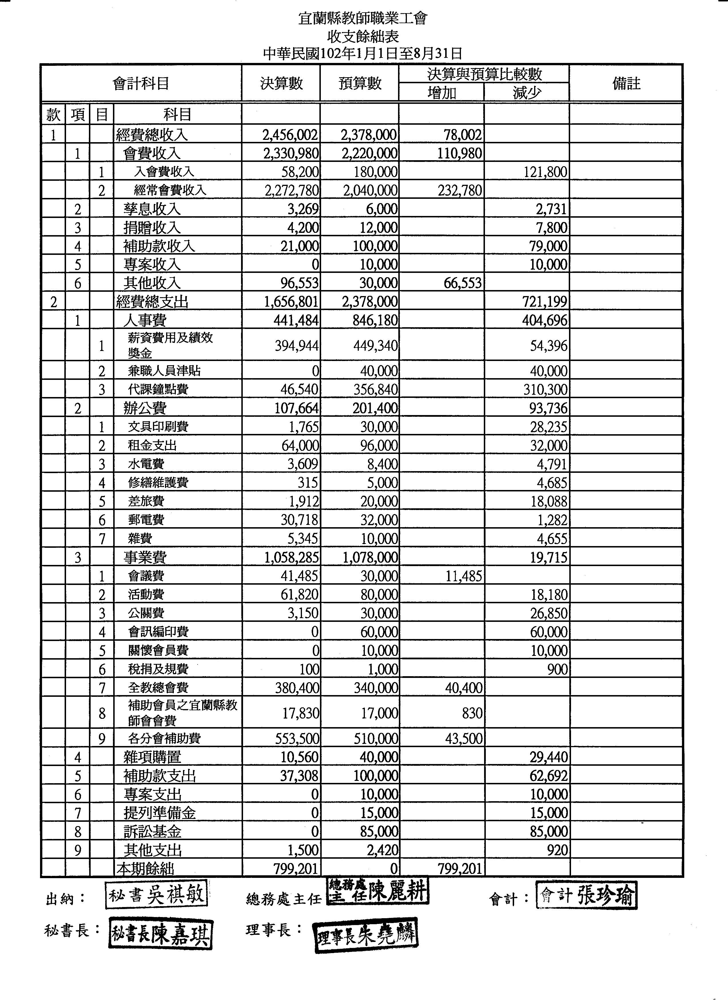 宜蘭縣教師職業工會
收支餘絀表
中華民國102年1月1日至8月31日
會計科目 決算數 預算數 決算與預算比較數 備註
增加 減少
款 項 目 科目
1 經費總收入 2,456,002 2,378,000 78,002
1 會費收入 2,330,980 2,220,000 110,980
1 入會費收入 58,200 180,000 121,800
2 經常會費收入 2,272,780 2,040,000 232,780
2 孳息收入 3,269 6,000 2,731
3 捐贈收入 4,200 12,000 7,800
4 補助款收入 21,000 100,000 79,000
5 專案收入 0 10,000 10,000
6 其他收入 96,553 30,000 66,553
2 經費總支出 1,656,801 2,378,000 721,199
1 人事費 441,484 846,180 404,696
1 薪資費用及績效
獎金 394,944 449,340 54,396
2 兼職人員津貼 0 40,000 40,000
3 代課鐘點費 46,540 356,840 310,300
2 辦公費 107,664 201,400 93,736
1 文具印刷費 1,765 30,000 28,235
2 租金支出 64,000 96,000 32,000
3 水電費 3,609 8,400 4,791
4 修繕維護費 315 5,000 4,685
5 差旅費 1,912 20,000 18,088
6 郵電費 30,718 32,000 1,282
7 雜費 5,345 10,000 4,655
3 事業費 1,058,285 1,078,000 19,715
1 會議費 41,485 30,000 11,485
2 活動費 61,820 80,000 18,180
3 公關費 3,150 30,000 26,850
4 會訊編印費 0 60,000 60,000
5 關懷會員費 0 10,000 10,000
6 稅捐及規費 100 1,000 900
7 全教總會費 380,400 340,000 40,400
8 補助會員之宜蘭縣教
師會會費 17,830 17,000 830
9 各分會補助費 553,500 510,000 43,500
4 雜項購置 10,560 40,000 29,440
5 補助款支出 37,308 100,000 62,692
6 專案支出 0 10,000 10,000
7 提列準備金 0 15,000 15,000
8 訴訟基金 0 85,000 85,000
9 其他支出 1,500 2,420 920
本期餘絀 799,201 0 799,201
出納： 秘書吳祺敏 總務處主任 總務處主任陳麗耕 會計： 會計張珍瑜
秘書長： 秘書長陳嘉琪 理事長： 理事長朱堯麟